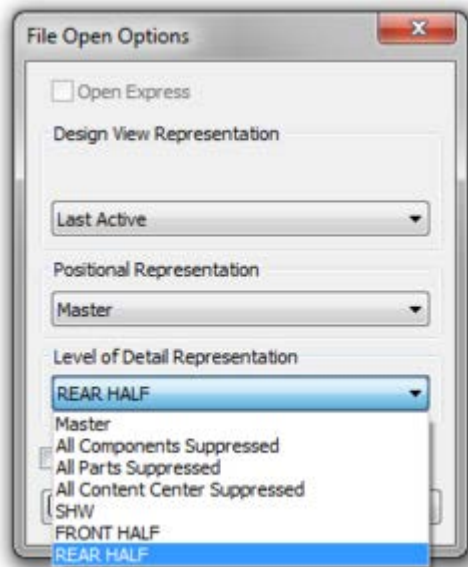 File Open Options
Open Express
Design View Representation
Last Active
Positional Representation
Master
Level of Detail Representation
REAR HALF
Master
All Components Suppressed
All Parts Suppressed
All Content Center Suppressed
SHW
FRONT HALF
REAR HALF